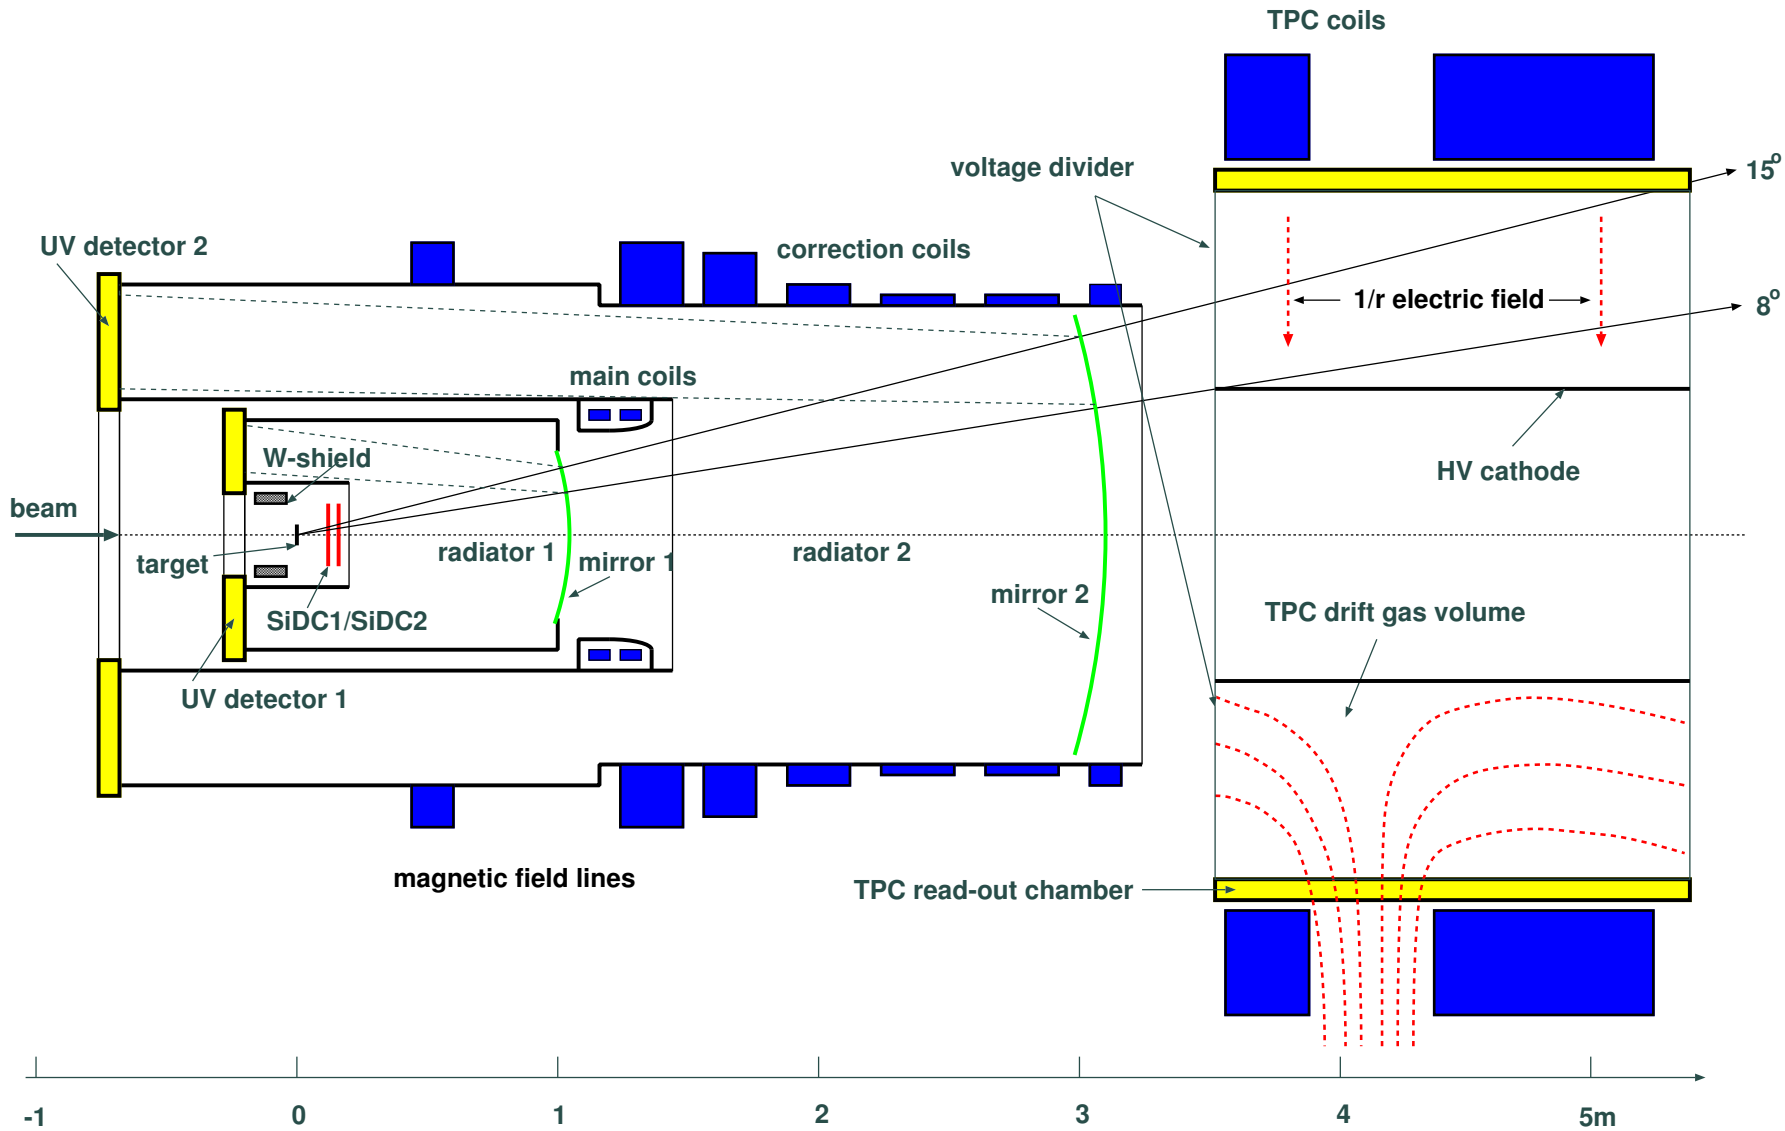 TPC coils
voltage divider
15o
UV detector 2
correction coils
1/r electric field
8o
main coils
W-shield
HV cathode
beam
target
radiator 1
mirror 1
radiator 2
mirror 2
SiDC1/SiDC2
TPC drift gas volume
UV detector 1
magnetic field lines
TPC read-out chamber
-1 0 1 2 3 4 5m